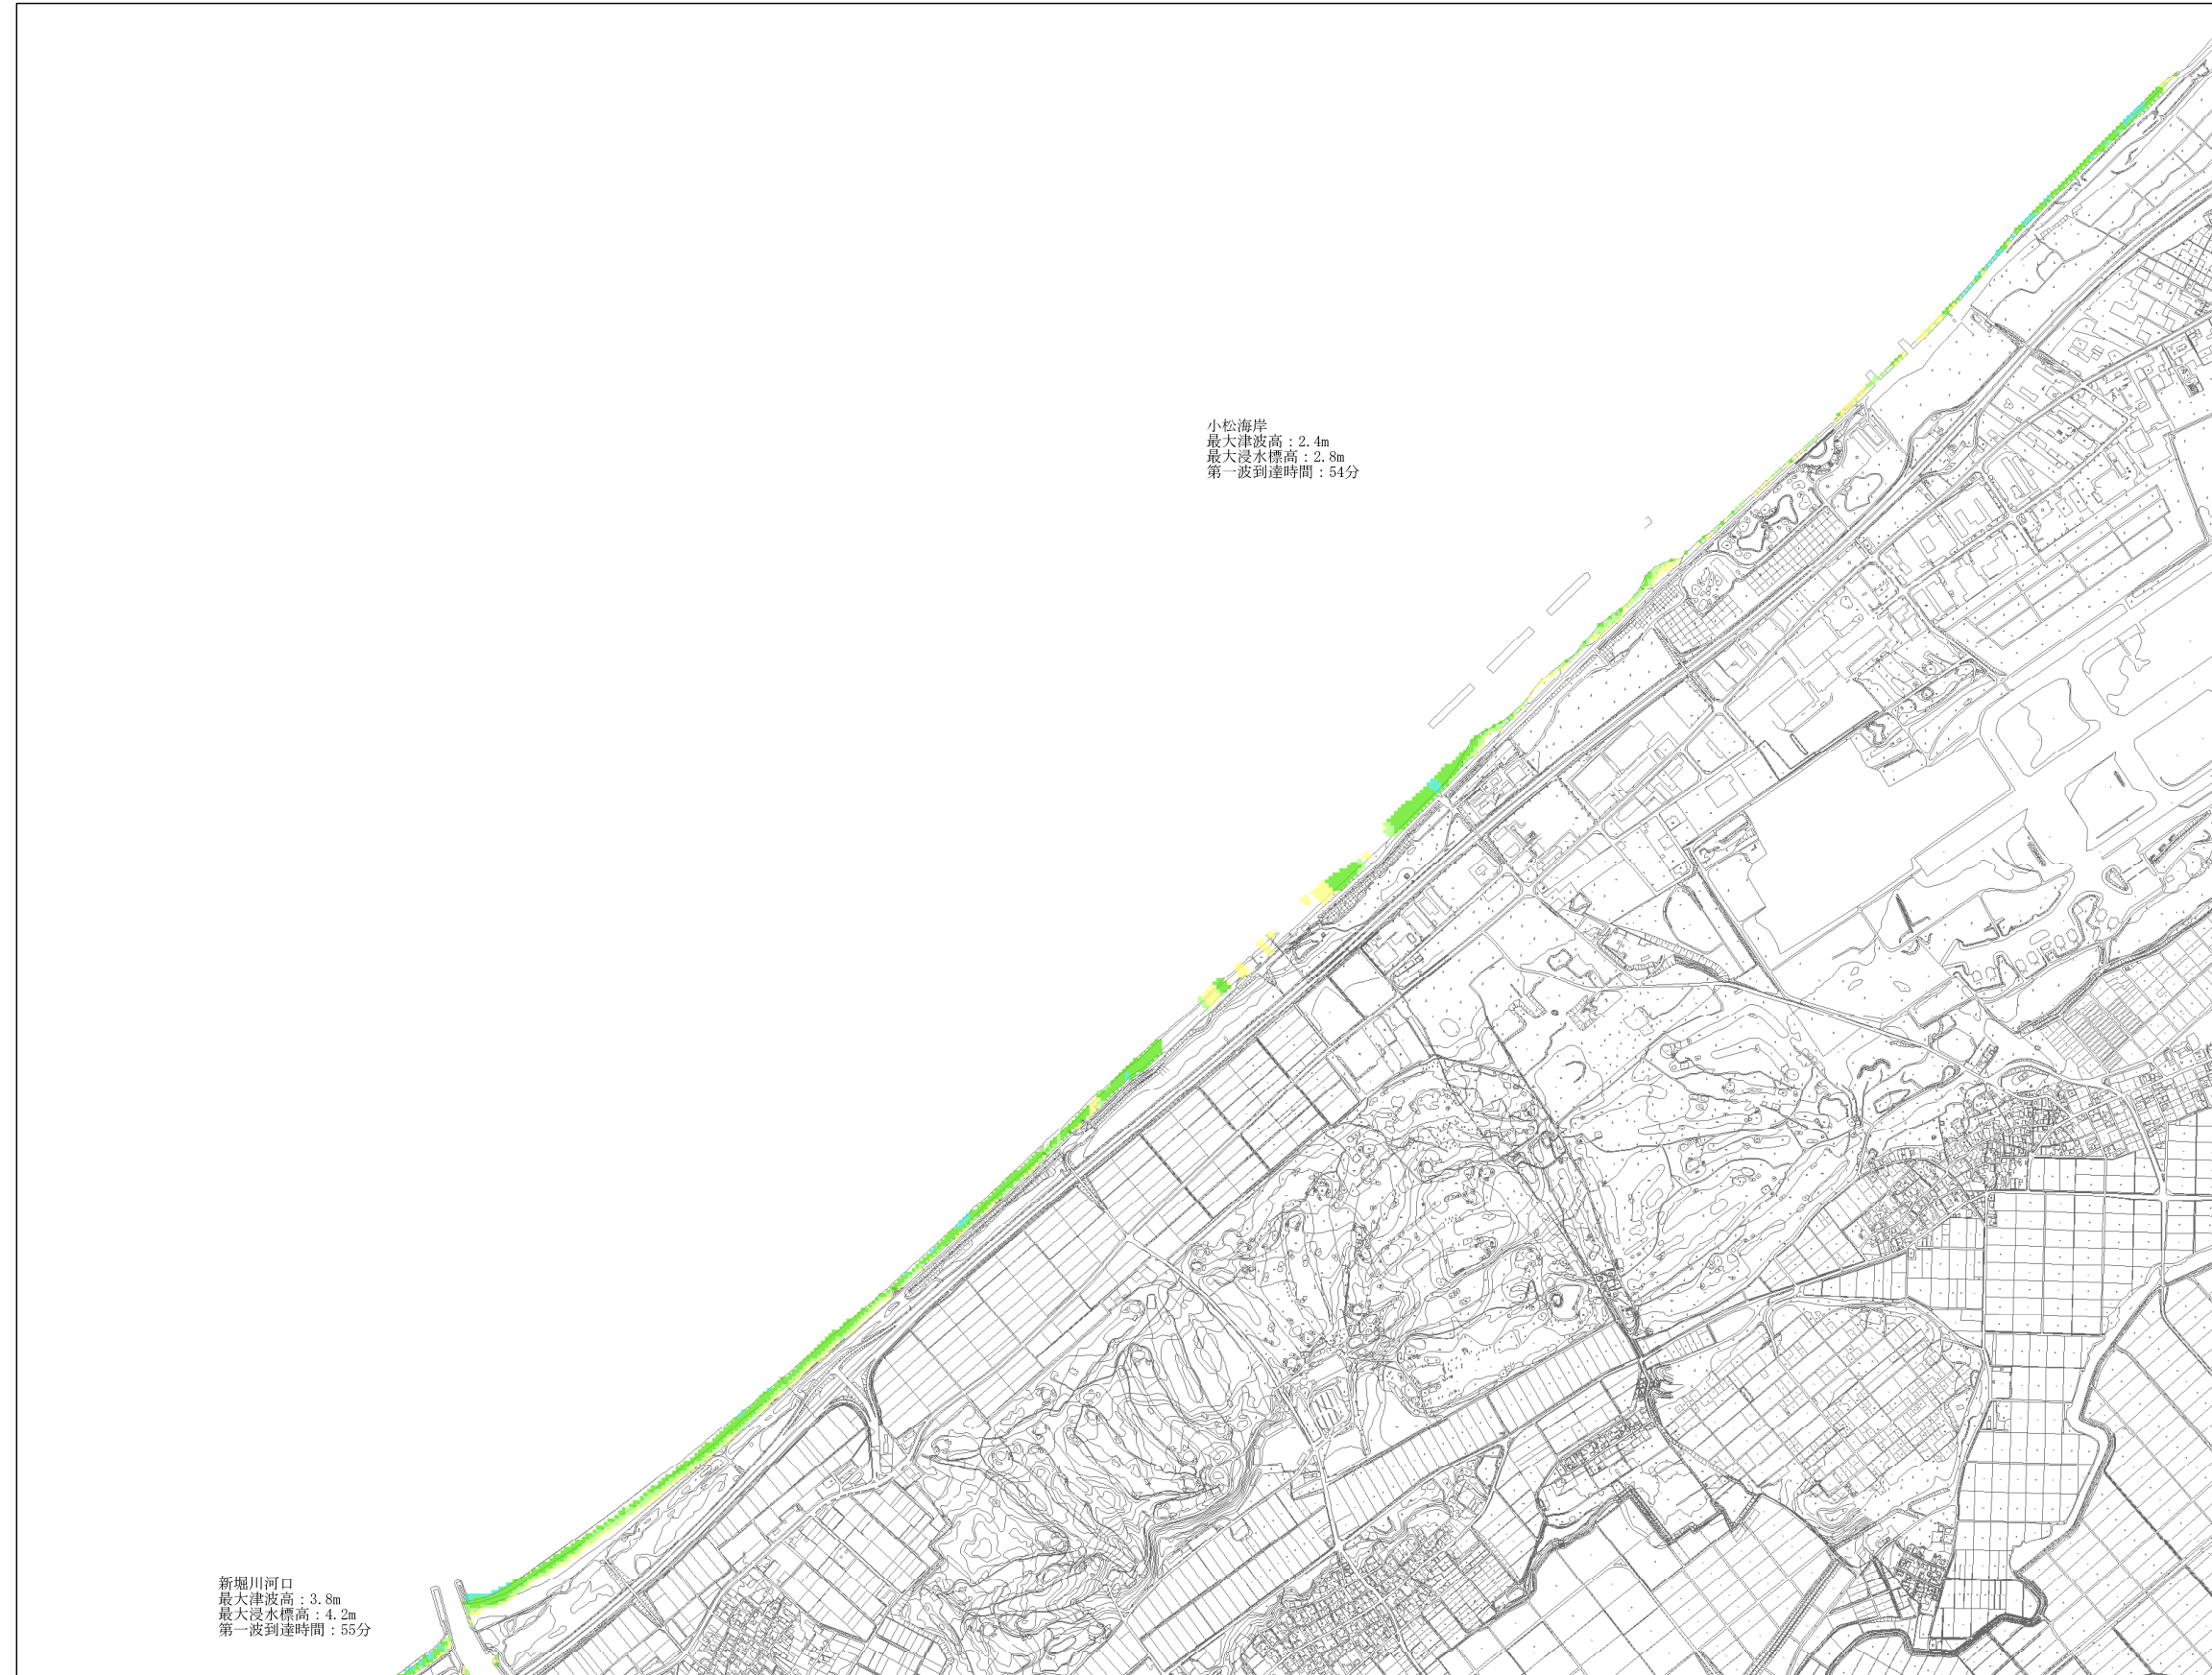 小松海岸
最大津波高：2.4m
最大浸水標高：2.8m
第一波到達時間：54分
新堀川河口
最大津波高：3.8m
最大浸水標高：4.2m
第一波到達時間：55分